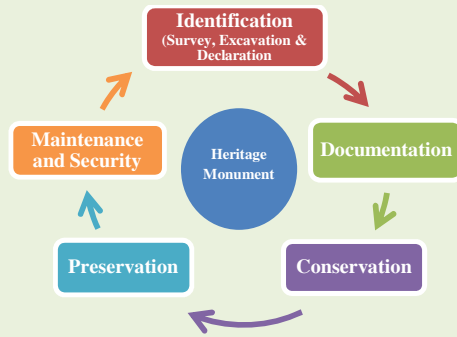 Identification
(Survey, Excavation &
Declaration
Documentation
Conservation
Preservation
Maintenance
and Security
Heritage
Monument